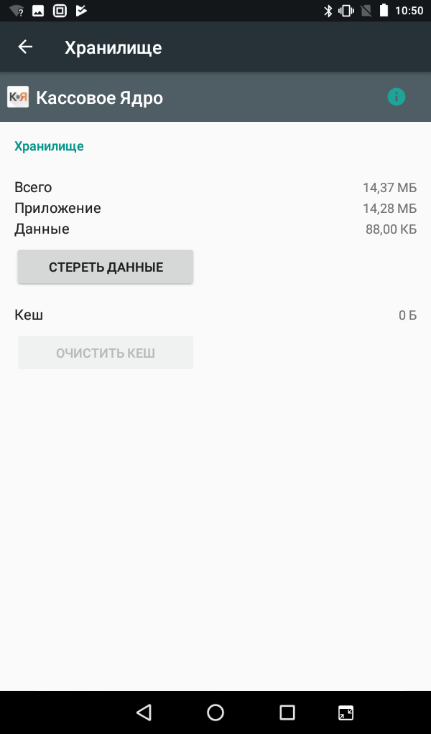 10:50
Хранилище
К Я Кассовое Ядро
Хранилище
Всего 14,37 МБ
Приложение 14,28 МБ
Данные 88,00 КБ
СТЕРЕТЬ ДАННЫЕ
Кеш 0 Б
ОЧИСТИТЬ КЕШ